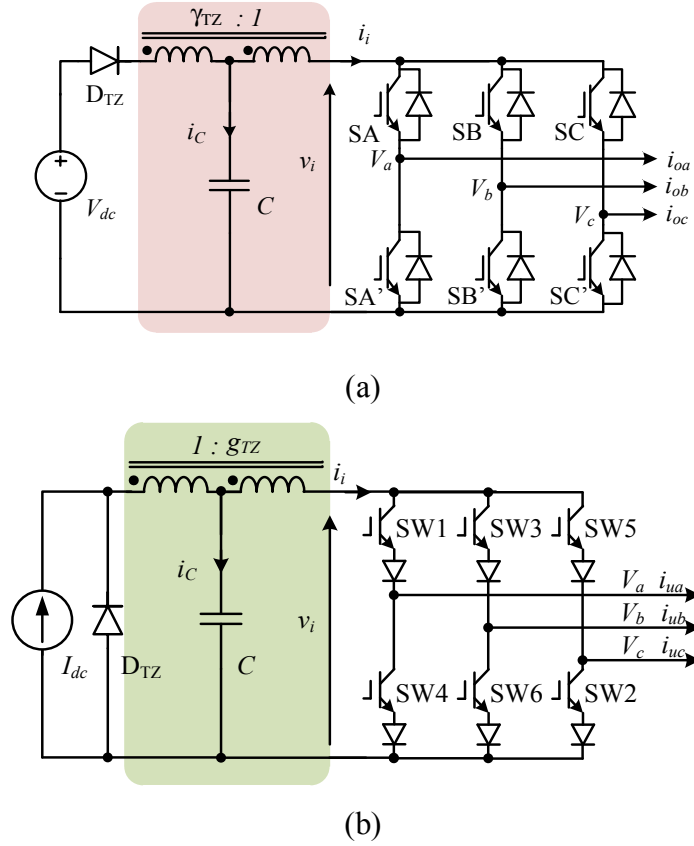 γTZ : 1
ii
DTZ
SA
SB
SC
iC
Va
ioa
+
vi
Vb
iob
−
Vdc
C
Vc
ioc
SA’
SB’
SC’
(a)
1 : gTZ
ii
SW1
SW3
SW5
iC
Va iua
Vb iub
vi
Idc
DTZ
C
Vc iuc
SW4
SW6
SW2
(b)